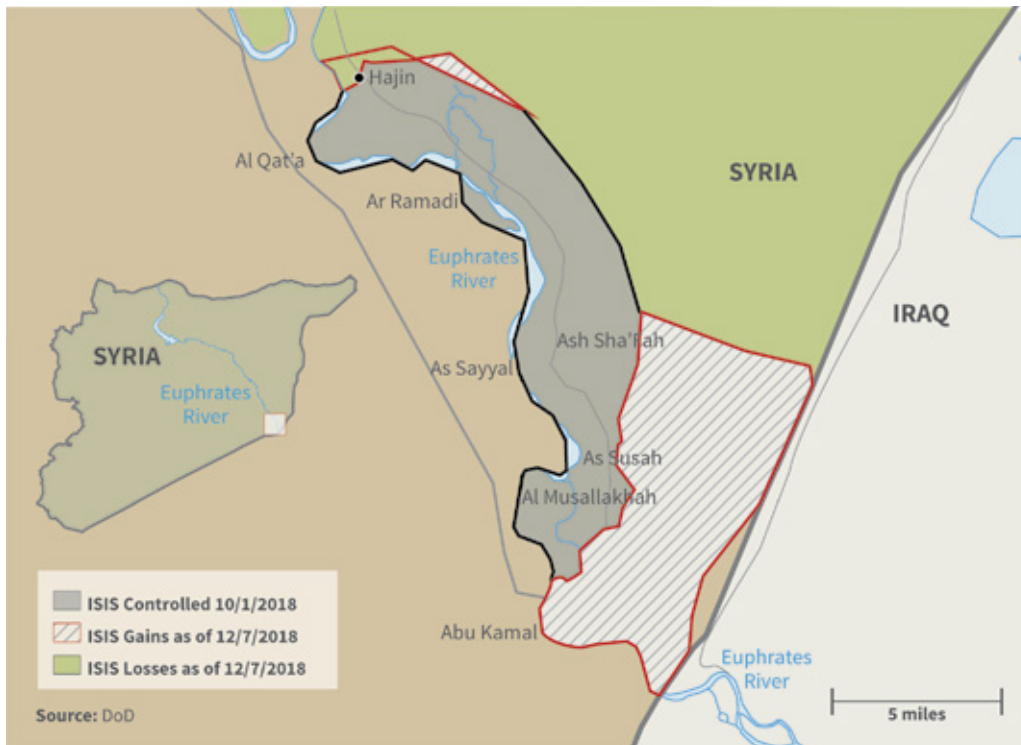 Hajin
Al Qat'a
SYRIA
Ar Ramadi
Euphrates
River
IRAQ
Ash Sha'Fah
SYRIA
As Sayyal
Euphrates
River
As Susah
Al Musallakhah
ISIS Controlled 10/1/2018
ISIS Gains as of 12/7/2018
ISIS Losses as of 12/7/2018
Abu Kamal
Euphrates
River
Source: DoD
5 miles